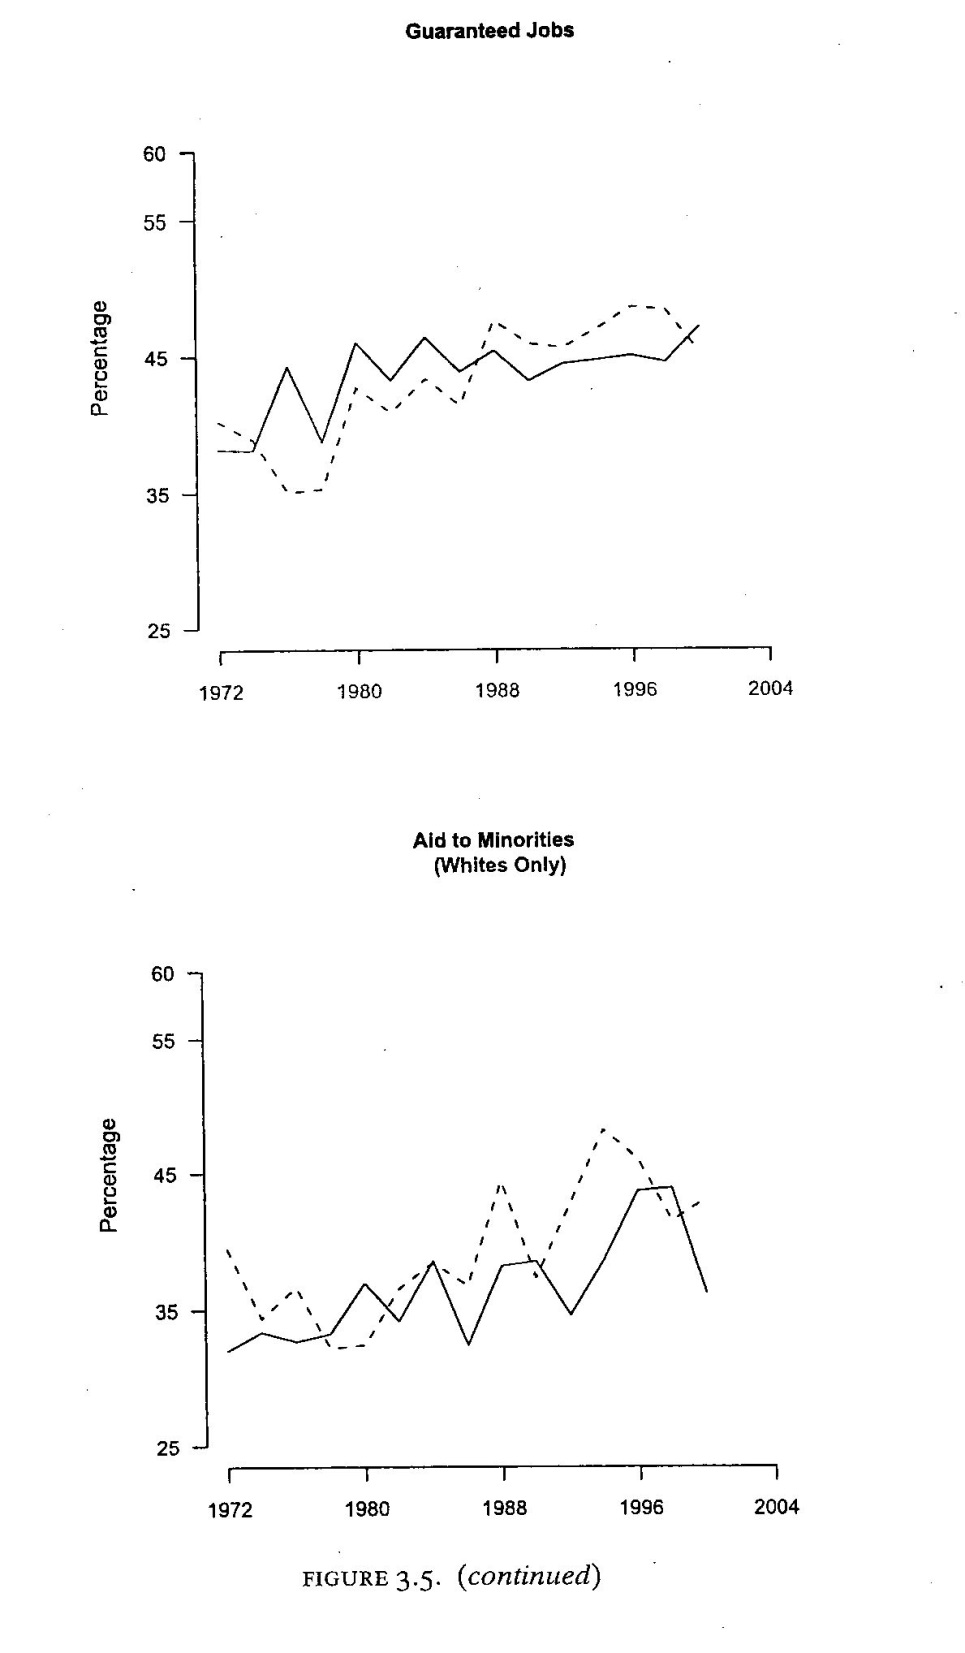 Guaranteed Jobs
60
55
45
35
25
Percentage
1972 1980 1988 1996 2004
Aid to Minorities
(Whites Only)
60
55
45
35
25
Percentage
1972 1980 1988 1996 2004
FIGURE 3.5. (continued)